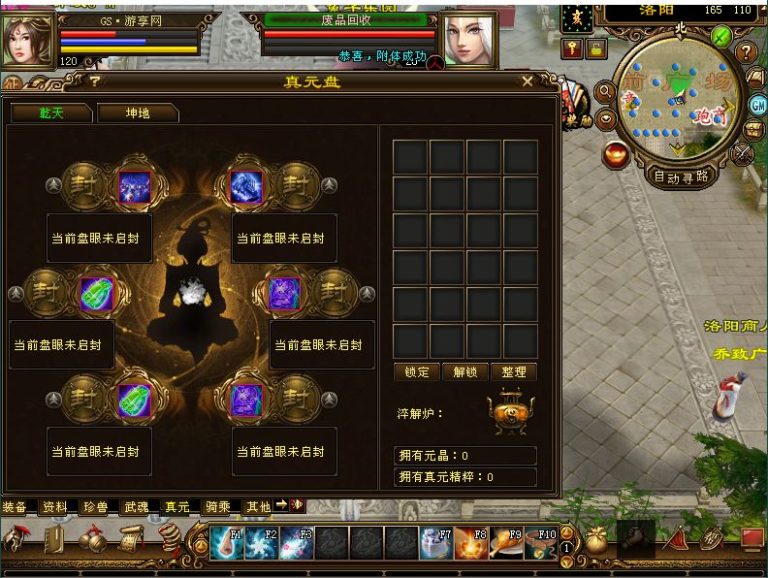 GS·游享网
废品回收
120
恭喜，附体成功
洛阳
165 110
亥
北
GM
自动寻路
?
真元盘
乾天
坤地
封
封
当前盘眼未启封
当前盘眼未启封
封
封
当前盘眼未启封
当前盘眼未启封
封
封
当前盘眼未启封
当前盘眼未启封
锁定
解锁
整理
淬解炉：
拥有元晶：0
拥有真元精粹：0
洛阳商人
乔致广
装备
资料
珍兽
武魂
真元
骑乘
其他
F1
F2
F3
F7
F8
F9
F10
1